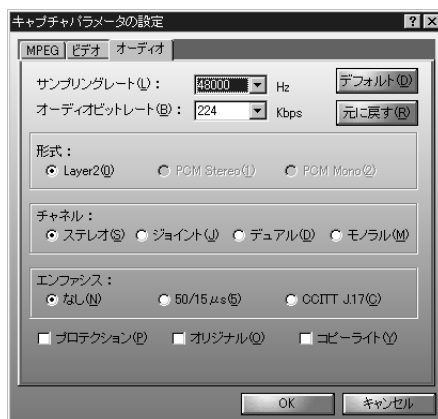 キャプチャパラメータの設定
MPEG ビデオ オーディオ
サンプリングレート(L): 48000 Hz デフォルト(D)
オーディオビットレート(B): 224 Kbps 元に戻す(R)
形式:
Layer2(0) PCM Stereo(1) PCM Mono(2)
チャネル:
ステレオ(S) ジョイント(J) デュアル(D) モノラル(M)
エンファシス:
なし(N) 50/15μs(5) CCITT J.17(C)
プロテクション(P) オリジナル(O) コピーライト(Y)
OK キャンセル